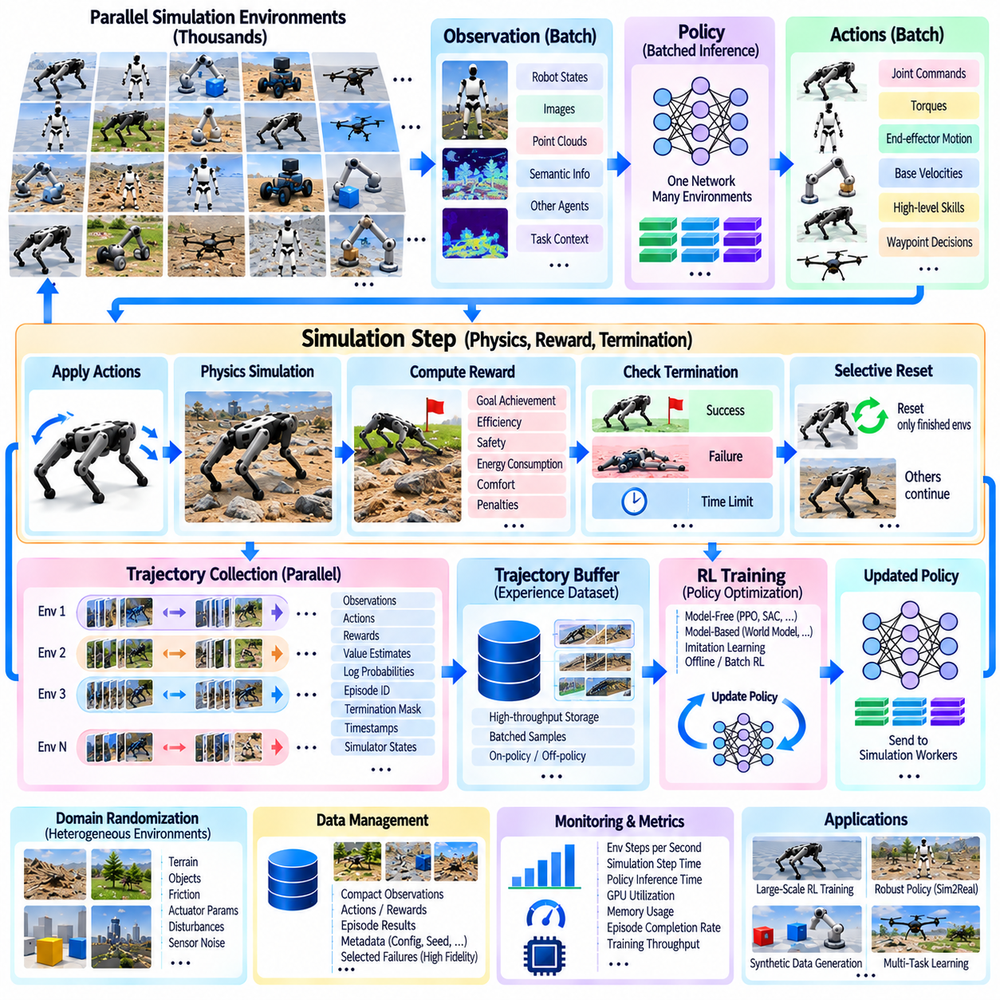 Parallel Simulation Environments
(Thousands)
Observation (Batch)
Robot States
Images
Point Clouds
Semantic Info
Other Agents
Task Context
Policy
(Batched Inference)
One Network
Many Environments
Actions (Batch)
Joint Commands
Torques
End-effector Motion
Base Velocities
High-level Skills
Waypoint Decisions
Simulation Step (Physics, Reward, Termination)
Apply Actions
Physics Simulation
Compute Reward
Goal Achievement
Efficiency
Safety
Energy Consumption
Comfort
Penalties
Check Termination
Success
Failure
Time Limit
Selective Reset
Reset
only finished envs
Others
continue
Trajectory Collection (Parallel)
Env 1
Env 2
Env 3
Env N
Observations
Actions
Rewards
Value Estimates
Log Probabilities
Episode ID
Termination Mask
Timestamps
Simulator States
Trajectory Buffer
(Experience Dataset)
High-throughput Storage
Batched Samples
On-policy / Off-policy
RL Training
(Policy Optimization)
Model-Free (PPO, SAC, ...)
Model-Based (World Model, ...)
Imitation Learning
Offline / Batch RL
Update Policy
Updated Policy
Send to
Simulation Workers
Domain Randomization
(Heterogeneous Environments)
Terrain
Objects
Friction
Actuator Params
Disturbances
Sensor Noise
Data Management
Compact Observations
Actions / Rewards
Episode Results
Metadata (Config, Seed, ...)
Selected Failures (High Fidelity)
Monitoring & Metrics
Env Steps per Second
Simulation Step Time
Policy Inference Time
GPU Utilization
Memory Usage
Episode Completion Rate
Training Throughput
Applications
Large-Scale RL Training
Robust Policy (Sim2Real)
Synthetic Data Generation
Multi-Task Learning